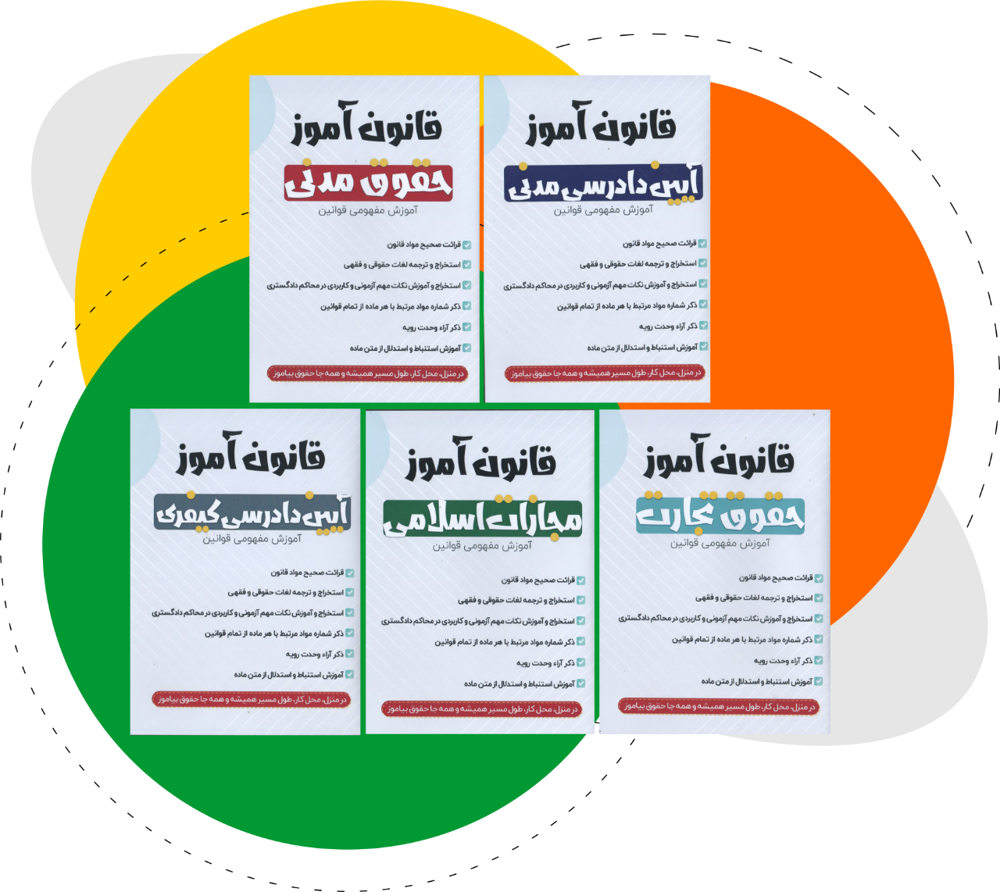 قانون آموز
آیین دادرسی مدنی
آموزش مفهومی قوانین
قرائت صحیح مواد قانون
استخراج و ترجمه لغات حقوقی و فقهی
استخراج و آموزش نکات مهم آزمونی و کاربردی در محاکم دادگستری
ذکر شماره مواد مرتبط با هر ماده از تمام قوانین
ذکر آراء وحدت رویه
آموزش استنباط و استدلال از متن ماده
در منزل، محل کار، طول مسیر همیشه و همه جا حقوق بیاموز
قانون آموز
حقوق مدنی
آموزش مفهومی قوانین
قرائت صحیح مواد قانون
استخراج و ترجمه لغات حقوقی و فقهی
استخراج و آموزش نکات مهم آزمونی و کاربردی در محاکم دادگستری
ذکر شماره مواد مرتبط با هر ماده از تمام قوانین
ذکر آراء وحدت رویه
آموزش استنباط و استدلال از متن ماده
در منزل، محل کار، طول مسیر همیشه و همه جا حقوق بیاموز
قانون آموز
حقوق تجارت
آموزش مفهومی قوانین
قرائت صحیح مواد قانون
استخراج و ترجمه لغات حقوقی و فقهی
استخراج و آموزش نکات مهم آزمونی و کاربردی در محاکم دادگستری
ذکر شماره مواد مرتبط با هر ماده از تمام قوانین
ذکر آراء وحدت رویه
آموزش استنباط و استدلال از متن ماده
در منزل، محل کار، طول مسیر همیشه و همه جا حقوق بیاموز
قانون آموز
مجازات اسلامی
آموزش مفهومی قوانین
قرائت صحیح مواد قانون
استخراج و ترجمه لغات حقوقی و فقهی
استخراج و آموزش نکات مهم آزمونی و کاربردی در محاکم دادگستری
ذکر شماره مواد مرتبط با هر ماده از تمام قوانین
ذکر آراء وحدت رویه
آموزش استنباط و استدلال از متن ماده
در منزل، محل کار، طول مسیر همیشه و همه جا حقوق بیاموز
قانون آموز
آیین دادرسی کیفری
آموزش مفهومی قوانین
قرائت صحیح مواد قانون
استخراج و ترجمه لغات حقوقی و فقهی
استخراج و آموزش نکات مهم آزمونی و کاربردی در محاکم دادگستری
ذکر شماره مواد مرتبط با هر ماده از تمام قوانین
ذکر آراء وحدت رویه
آموزش استنباط و استدلال از متن ماده
در منزل، محل کار، طول مسیر همیشه و همه جا حقوق بیاموز